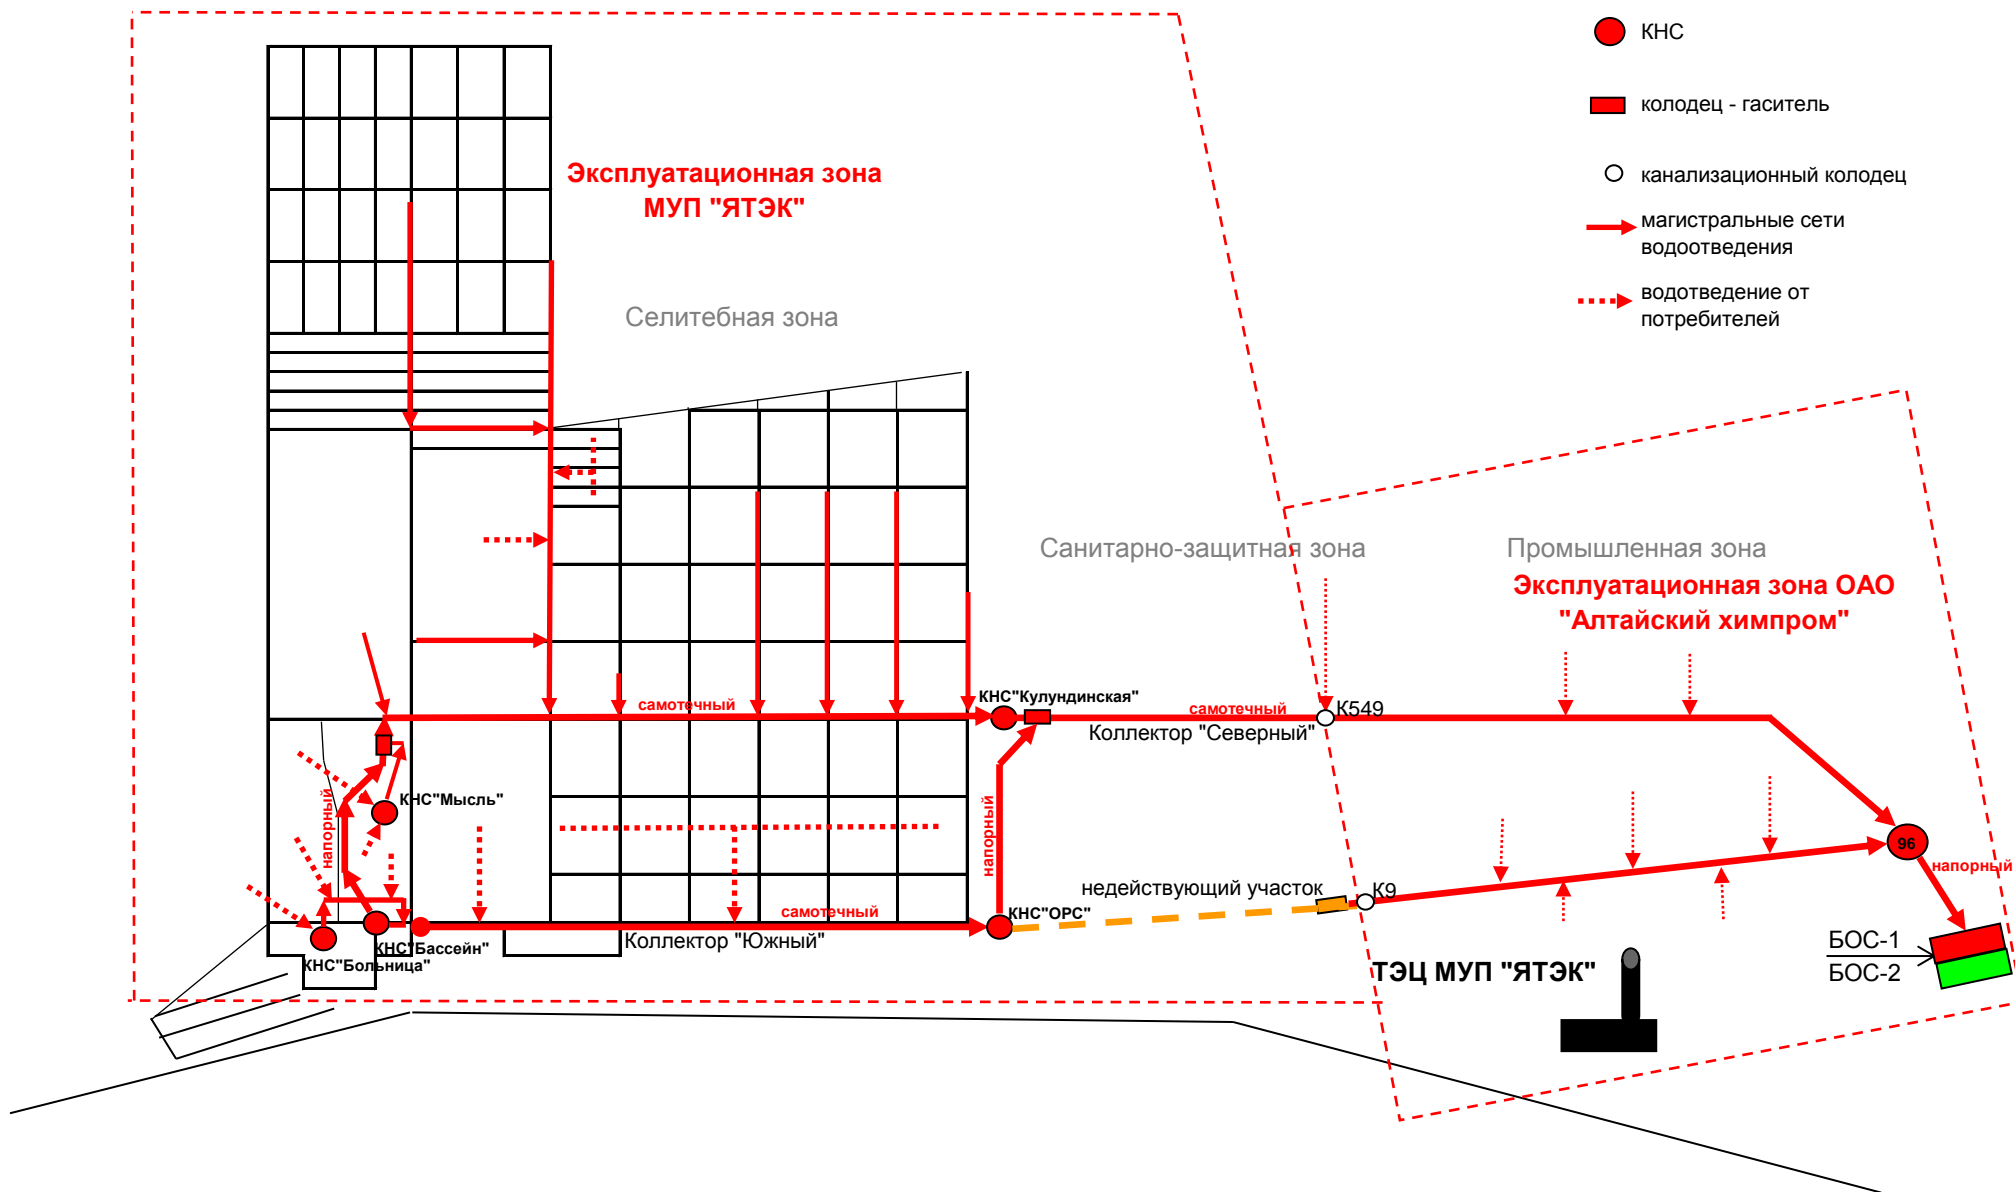 КНС
колодец - гаситель
канализационный колодец
магистральные сети
водоотведения
водотведение от
потребителей
Эксплуатационная зона
МУП "ЯТЭК"
Селитебная зона
Санитарно-защитная зона
Промышленная зона
Эксплуатационная зона ОАО
"Алтайский химпром"
КНС"Кулундинская"
самотечный
самотечный
К549
Коллектор "Северный"
КНС"Мысль"
напорный
напорный
96
напорный
недействующий участок
К9
самотечный
КНС"ОРС"
Коллектор "Южный"
КНС"Бассейн"
КНС"Больница"
ТЭЦ МУП "ЯТЭК"
БОС-1
БОС-2